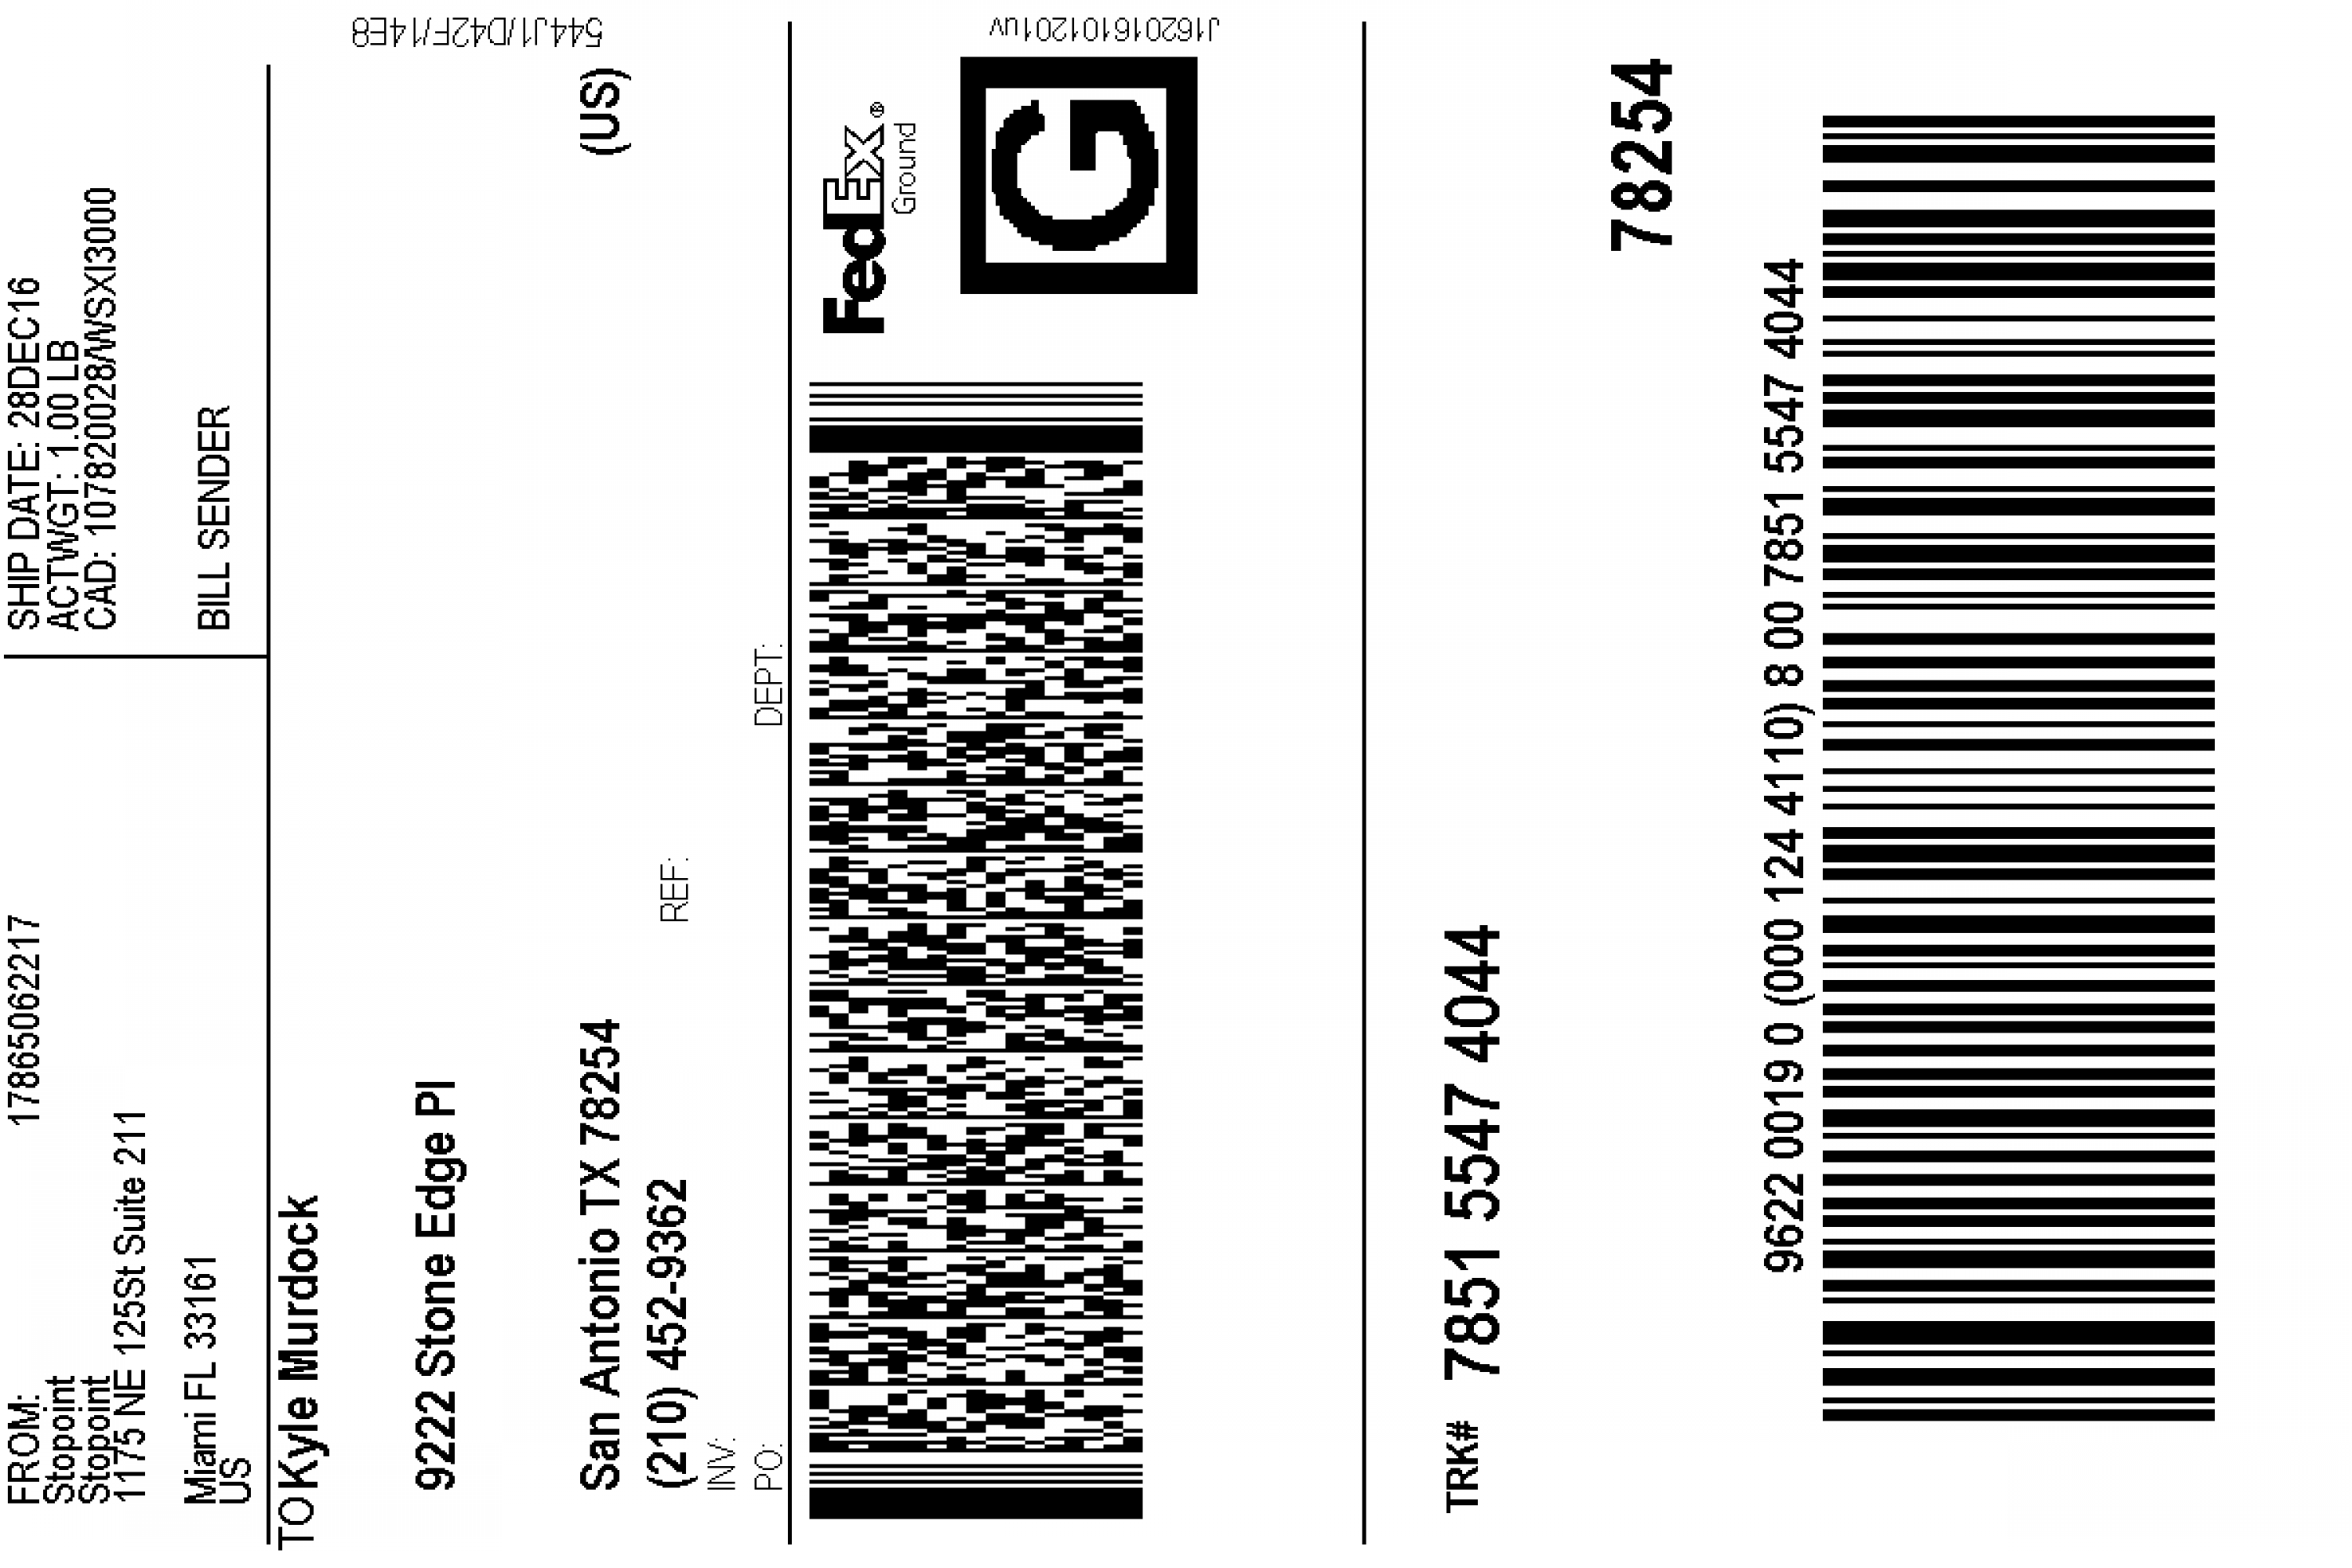 FROM: 17865062217
Stopoint
Stopoint
1175 NE 125St Suite 211
Miami FL 33161
US
SHIP DATE: 28DEC16
ACTWGT: 1.00 LB
CAD: 107820028/WSXI3000
BILL SENDER
TO Kyle Murdock
9222 Stone Edge Pl
San Antonio TX 78254 (US)
(210) 452-9362
REF:
INV:
PO: DEPT:
544J1/D42F/14E8
FedEx®
Ground
G
J162016101201uv
TRK# 7851 5547 4044
78254
9622 0019 0 (000 124 4110) 8 00 7851 5547 4044